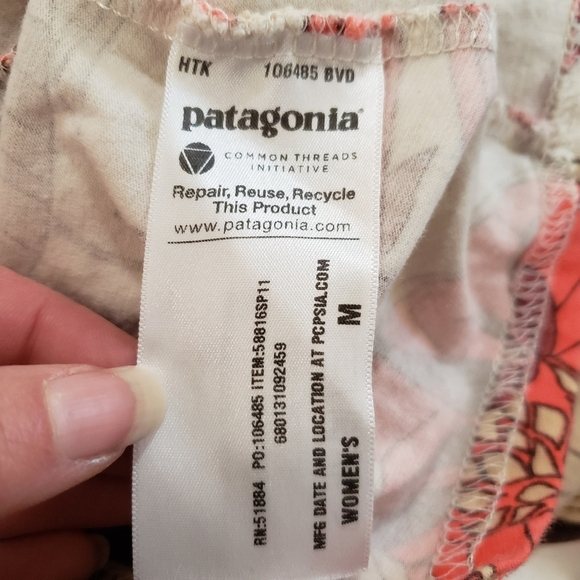 HTK 106485 BVD
patagonia®
COMMON THREADS
INITIATIVE
Repair, Reuse, Recycle
This Product
www.patagonia.com
RN:51884 PO:106485 ITEM:58816SP11
680131092459
MFG DATE AND LOCATION AT PCPSIA.COM
WOMEN'S M